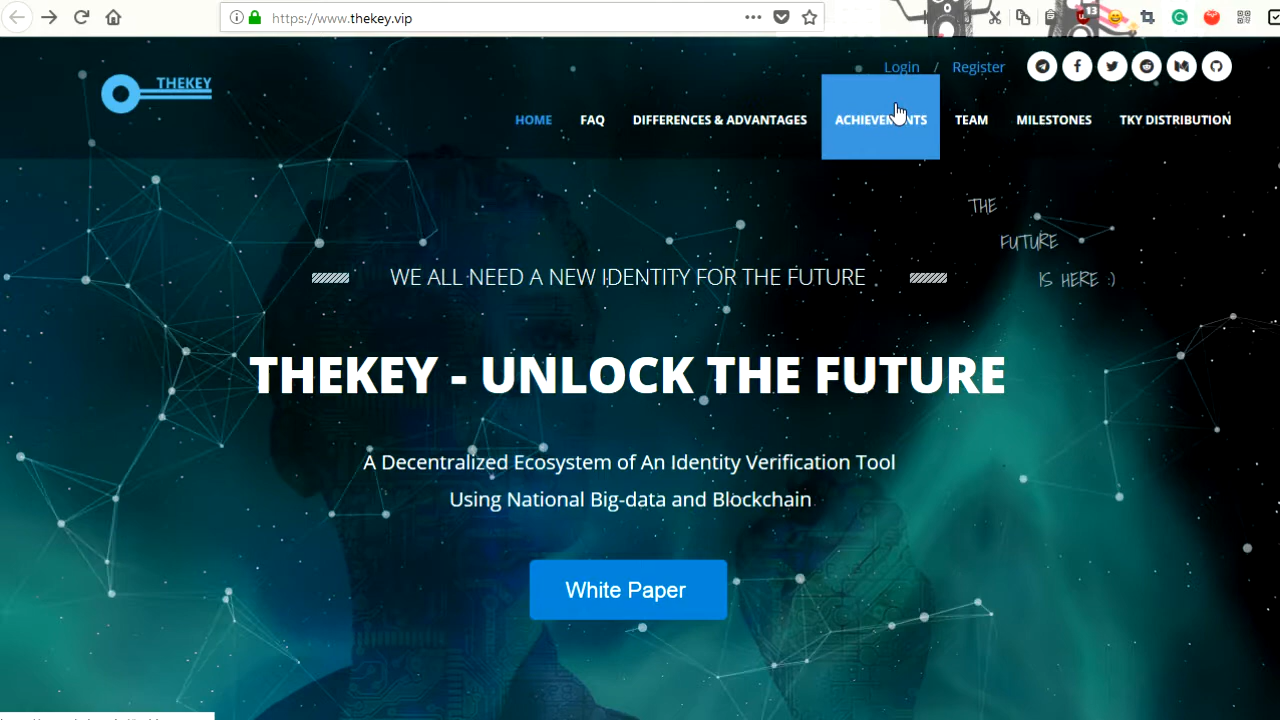 https://www.thekey.vip
13
Login / Register
THEKEY
HOME
FAQ
DIFFERENCES & ADVANTAGES
ACHIEVEMENTS
TEAM
MILESTONES
TKY DISTRIBUTION
THE
FUTURE
IS HERE :)
WE ALL NEED A NEW IDENTITY FOR THE FUTURE
THEKEY - UNLOCK THE FUTURE
A Decentralized Ecosystem of An Identity Verification Tool
Using National Big-data and Blockchain
White Paper